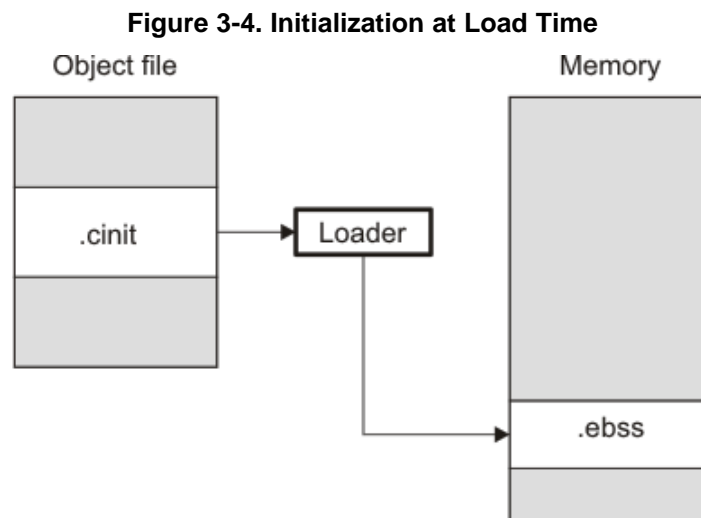 Figure 3-4. Initialization at Load Time
Object file
Memory
.cinit
Loader
.ebss